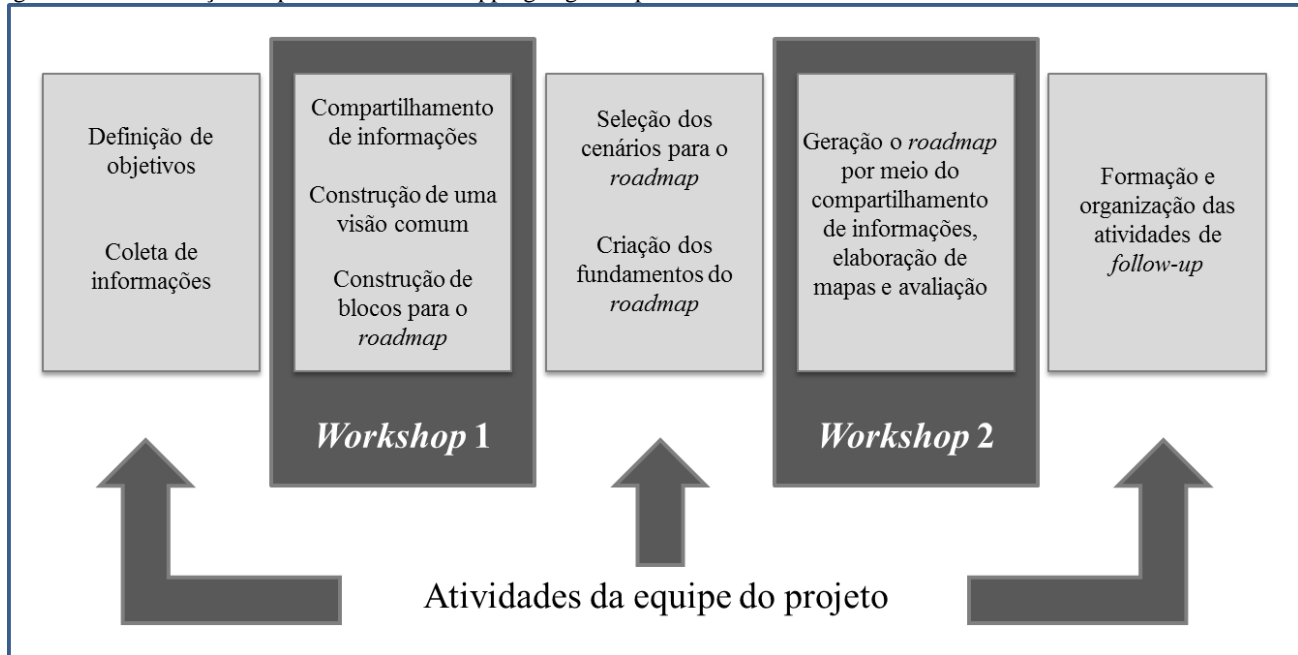 Definição de
objetivos
Coleta de
informações
Compartilhamento
de informações
Construção de uma
visão comum
Construção de
blocos para o
roadmap
Workshop 1
Seleção dos
cenários para o
roadmap
Criação dos
fundamentos do
roadmap
Geração o roadmap
por meio do
compartilhamento
de informações,
elaboração de
mapas e avaliação
Workshop 2
Formação e
organização das
atividades de
follow-up
Atividades da equipe do projeto